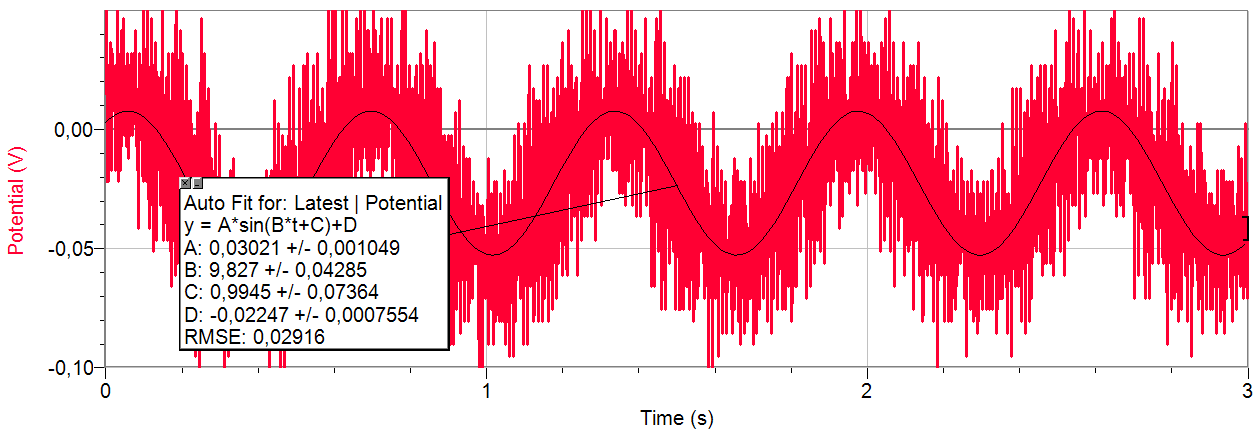 0,00
Potential (V)
Auto Fit for: Latest | Potential
y = A*sin(B*t+C)+D
A: 0,03021 +/- 0,001049
B: 9,827 +/- 0,04285
C: 0,9945 +/- 0,07364
D: -0,02247 +/- 0,0007554
RMSE: 0,02916
-0,05
-0,10
0 1 2 3
Time (s)